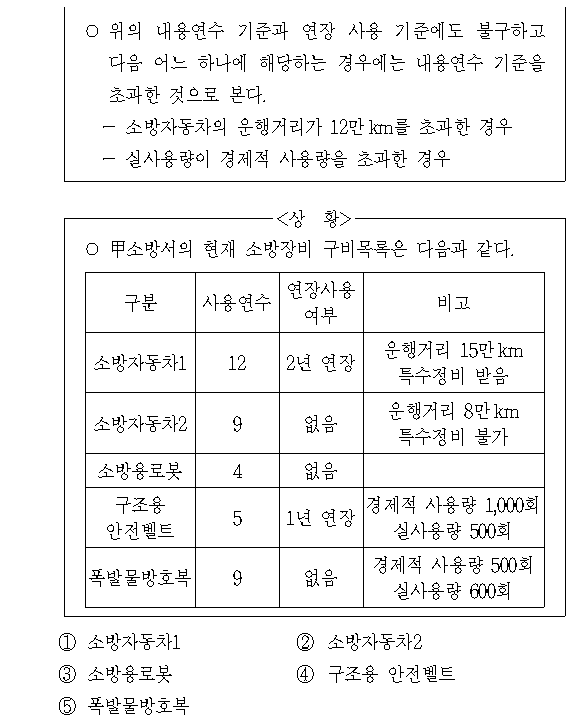 ○ 위의 내용연수 기준과 연장 사용 기준에도 불구하고
다음 어느 하나에 해당하는 경우에는 내용연수 기준을
초과한 것으로 본다.
- 소방자동차의 운행거리가 12만km를 초과한 경우
- 실사용량이 경제적 사용량을 초과한 경우
<상 황>
○ 甲소방서의 현재 소방장비 구비목록은 다음과 같다.
구분 사용연수 연장사용 여부 비고
소방자동차1 12 2년 연장 운행거리 15만km
특수정비 받음
소방자동차2 9 없음 운행거리 8만km
특수정비 불가
소방용로봇 4 없음
구조용 안전벨트 5 1년 연장 경제적 사용량 1,000회
실사용량 500회
폭발물방호복 9 없음 경제적 사용량 500회
실사용량 600회
① 소방자동차1 ② 소방자동차2
③ 소방용로봇 ④ 구조용 안전벨트
⑤ 폭발물방호복